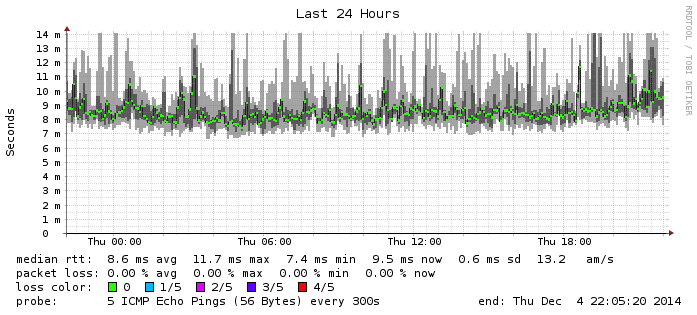 Last 24 Hours
RRDTOOL / TOBI OETIKER
Seconds
14 m
13 m
12 m
11 m
10 m
9 m
8 m
7 m
6 m
5 m
4 m
3 m
2 m
1 m
0
Thu 00:00 Thu 06:00 Thu 12:00 Thu 18:00
median rtt: 8.6 ms avg 11.7 ms max 7.4 ms min 9.5 ms now 0.6 ms sd 13.2 am/s
packet loss: 0.00 % avg 0.00 % max 0.00 % min 0.00 % now
loss color: 0 1/5 2/5 3/5 4/5
probe: 5 ICMP Echo Pings (56 Bytes) every 300s end: Thu Dec 4 22:05:20 2014